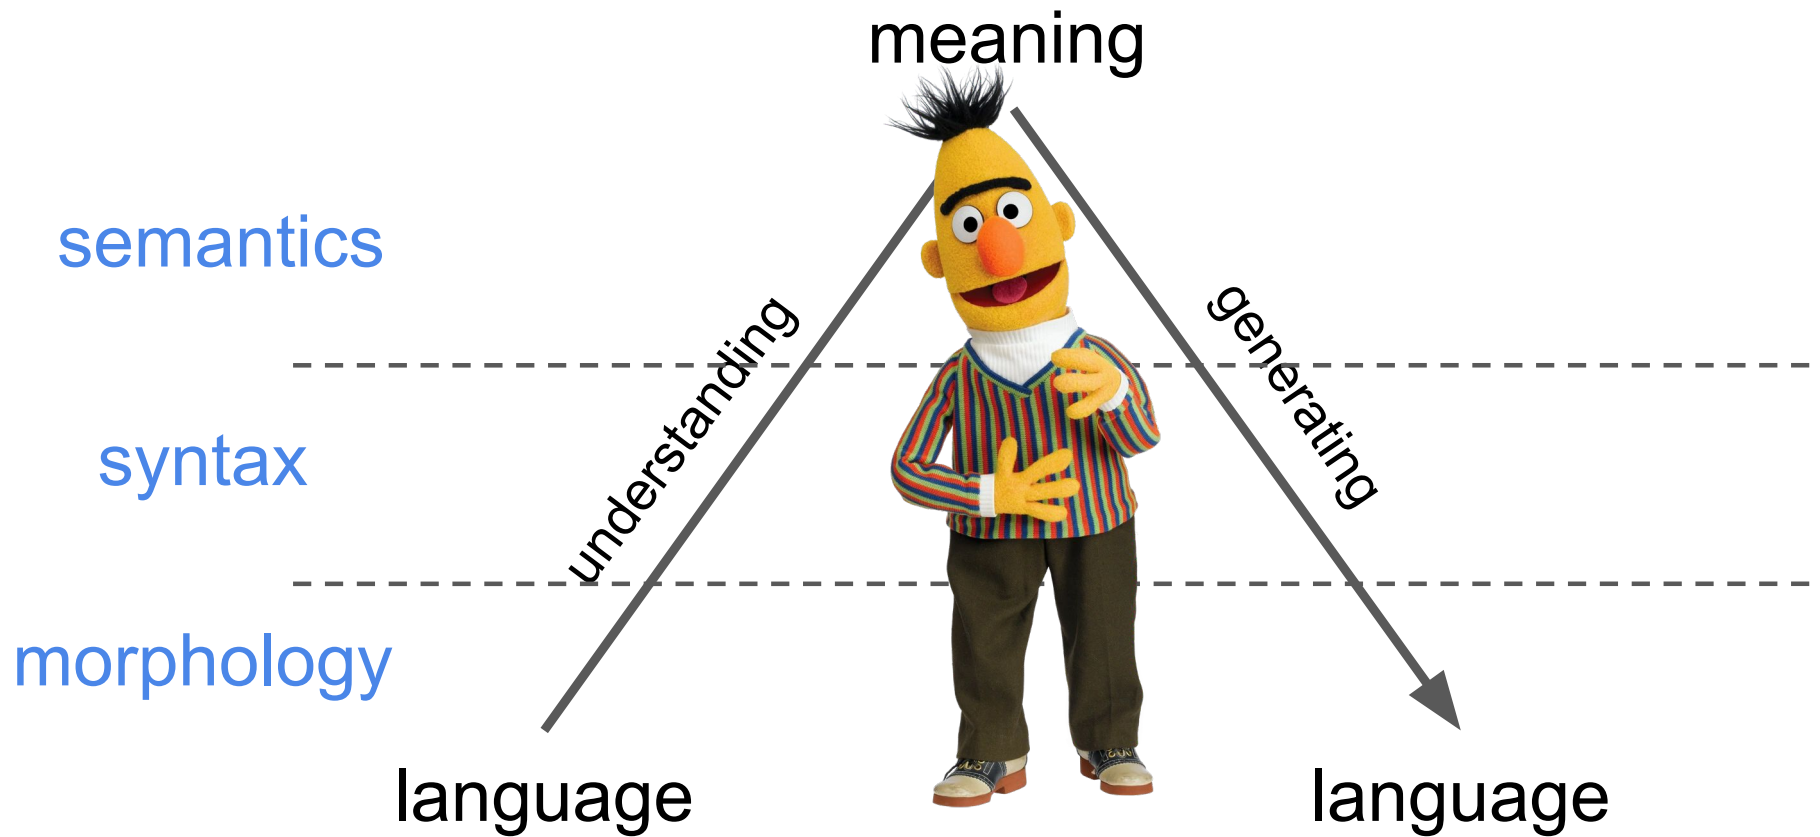 meaning
semantics
understanding
generating
syntax
morphology
language
language